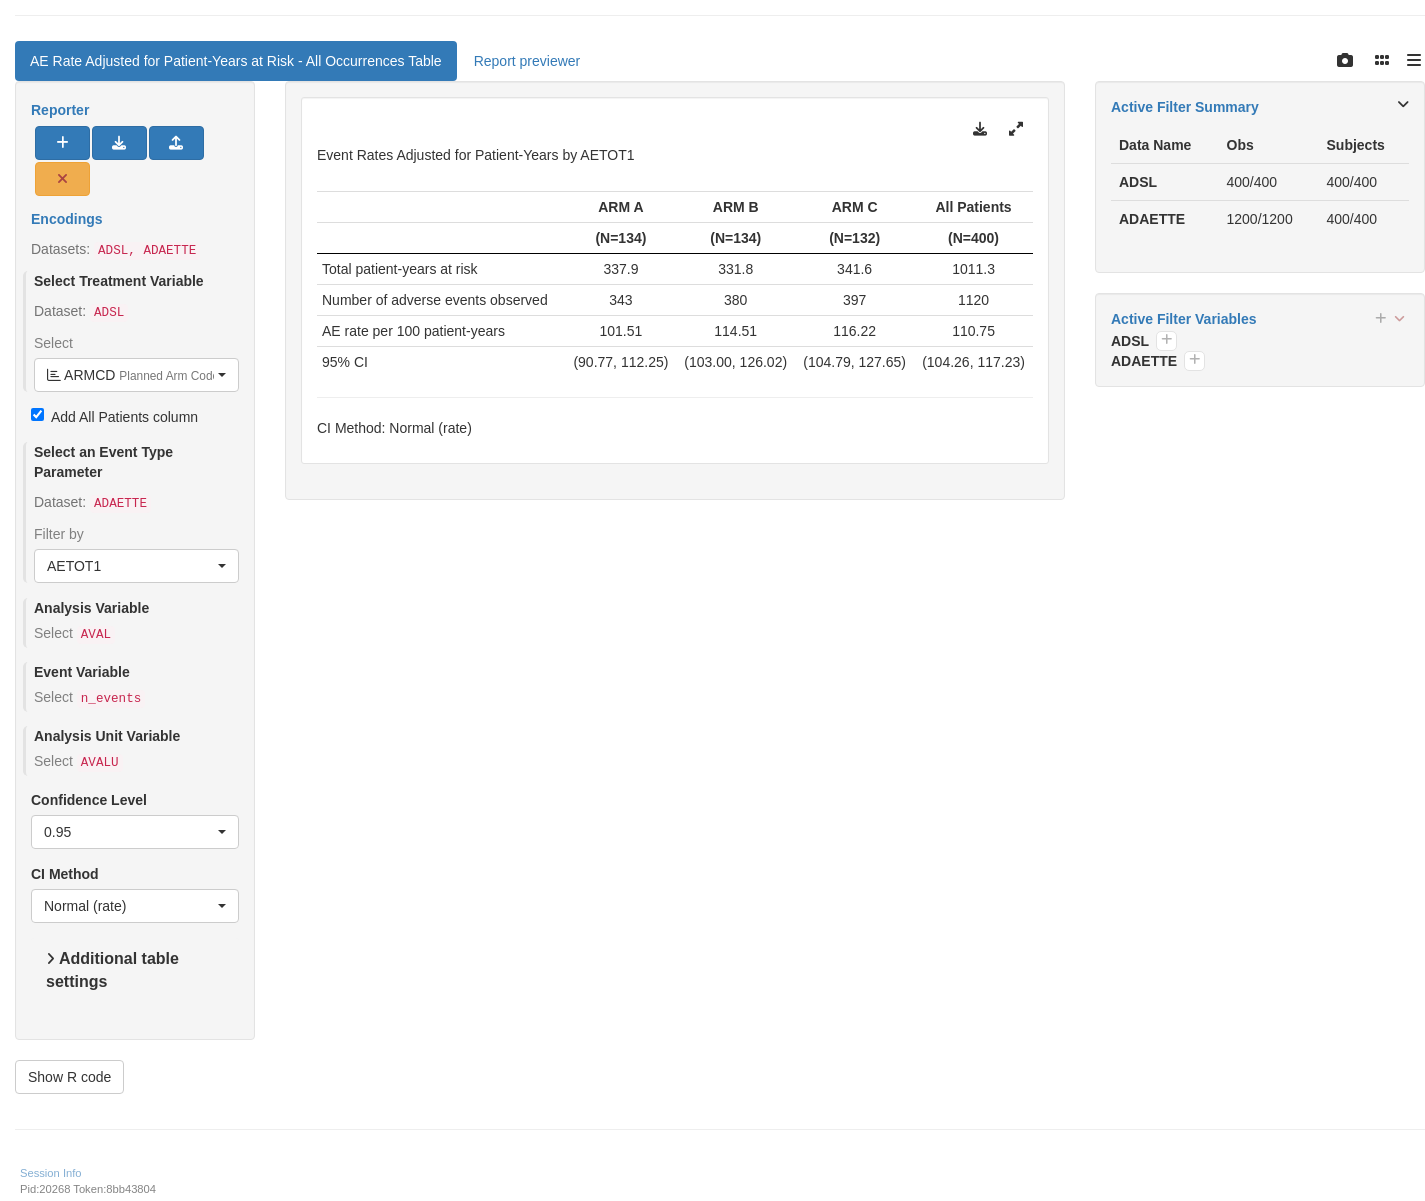 AE Rate Adjusted for Patient-Years at Risk - All Occurrences Table
Report previewer
Reporter
Encodings
Datasets: ADSL, ADAETTE
Select Treatment Variable
Dataset: ADSL
Select
ARMCD Planned Arm Code
Add All Patients column
Select an Event Type
Parameter
Dataset: ADAETTE
Filter by
AETOT1
Analysis Variable
Select AVAL
Event Variable
Select n_events
Analysis Unit Variable
Select AVALU
Confidence Level
0.95
CI Method
Normal (rate)
Additional table
settings
Show R code
Event Rates Adjusted for Patient-Years by AETOT1
ARM A ARM B ARM C All Patients
(N=134) (N=134) (N=132) (N=400)
Total patient-years at risk 337.9 331.8 341.6 1011.3
Number of adverse events observed 343 380 397 1120
AE rate per 100 patient-years 101.51 114.51 116.22 110.75
95% CI (90.77, 112.25) (103.00, 126.02) (104.79, 127.65) (104.26, 117.23)
CI Method: Normal (rate)
Active Filter Summary
Data Name Obs Subjects
ADSL 400/400 400/400
ADAETTE 1200/1200 400/400
Active Filter Variables
ADSL
ADAETTE
Session Info
Pid:20268 Token:8bb43804